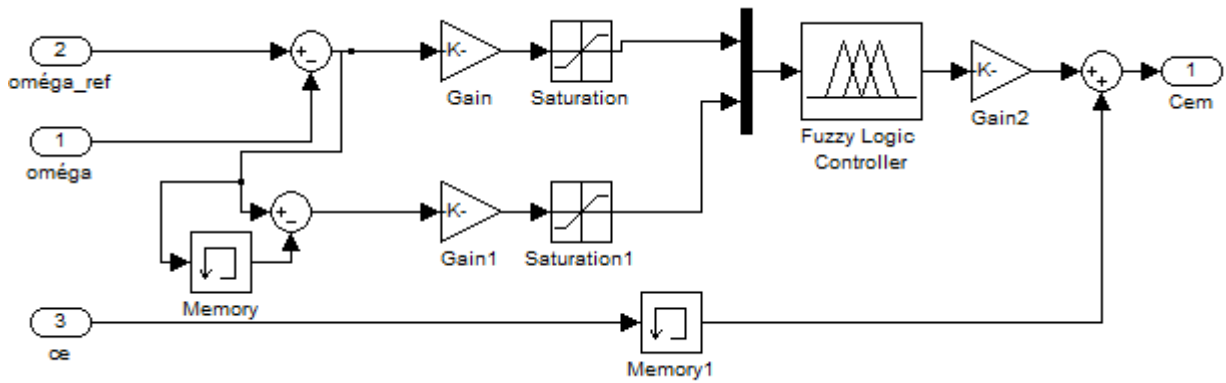 2
oméga_ref
1
oméga
+
−
K-
Gain
Saturation
Fuzzy Logic
Controller
K-
Gain2
+
+
1
Cem
+
−
Memory
K-
Gain1
Saturation1
3
ce
Memory1